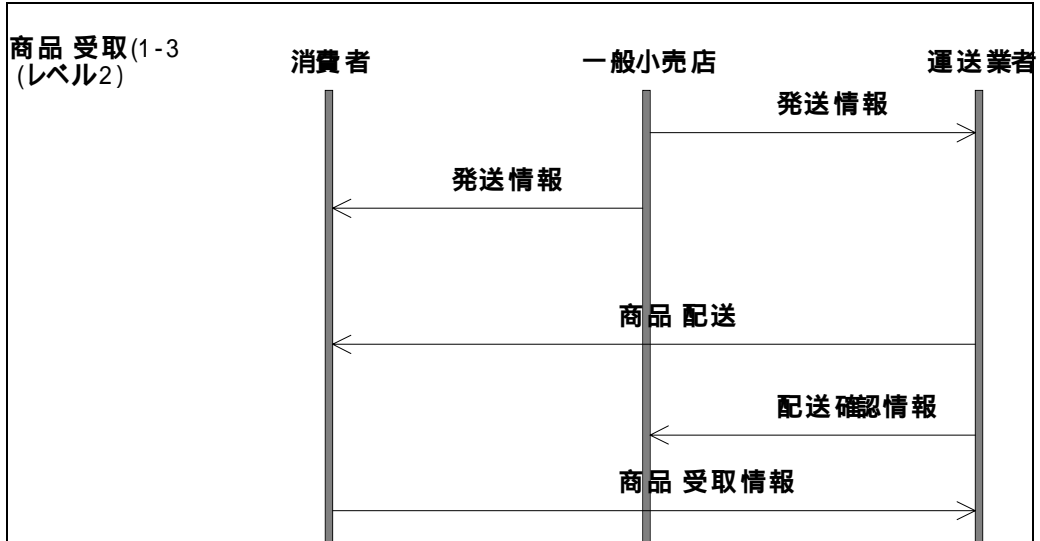 商品受取(1-3
(レベル2)
消費者 一般小売店 運送業者
発送情報
発送情報
商品配送
配送確認情報
商品受取情報